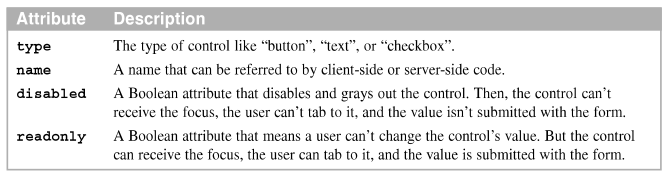 Attribute Description
type The type of control like “button”, “text”, or “checkbox”.
name A name that can be referred to by client-side or server-side code.
disabled A Boolean attribute that disables and grays out the control. Then, the control can’t
receive the focus, the user can’t tab to it, and the value isn’t submitted with the form.
readonly A Boolean attribute that means a user can’t change the control’s value. But the control
can receive the focus, the user can tab to it, and the value is submitted with the form.